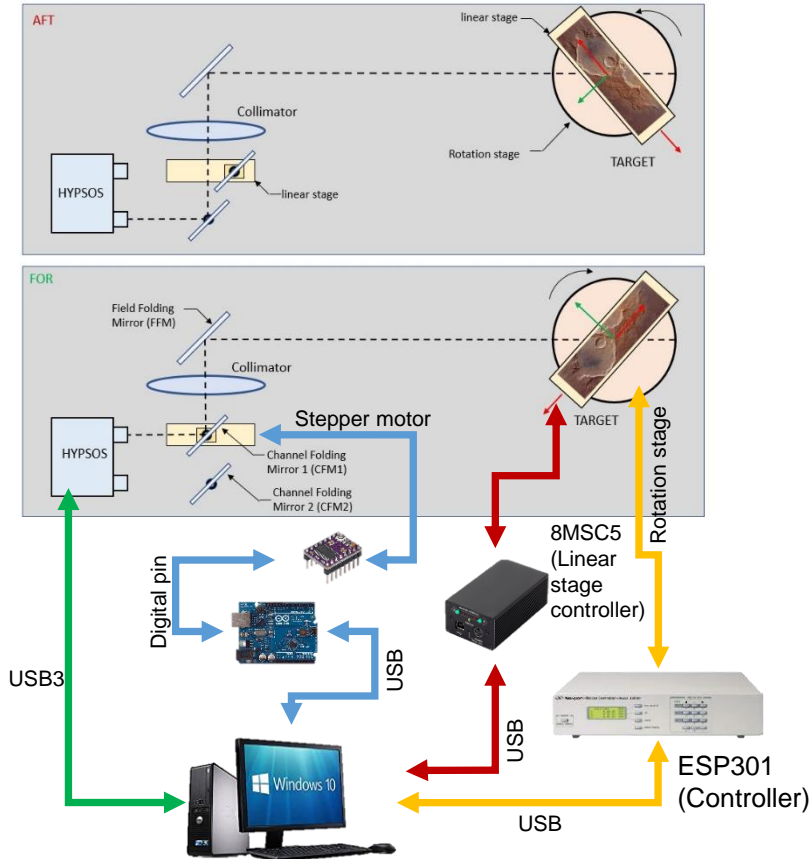 AFT
linear stage
Collimator
Rotation stage
TARGET
HYPSOS
linear stage
FOR
Field Folding
Mirror (FFM)
Collimator
Stepper motor
TARGET
HYPSOS
Channel Folding
Mirror 1 (CFM1)
Channel Folding
Mirror 2 (CFM2)
Rotation stage
8MSC5
(Linear
stage
controller)
Digital pin
USB3
USB
USB
Windows 10
ESP301
(Controller)
USB